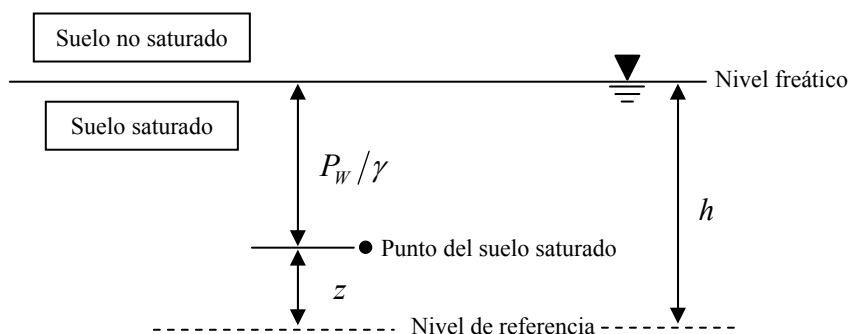 Suelo no saturado
Nivel freático
Suelo saturado
P_W/γ
h
Punto del suelo saturado
z
Nivel de referencia